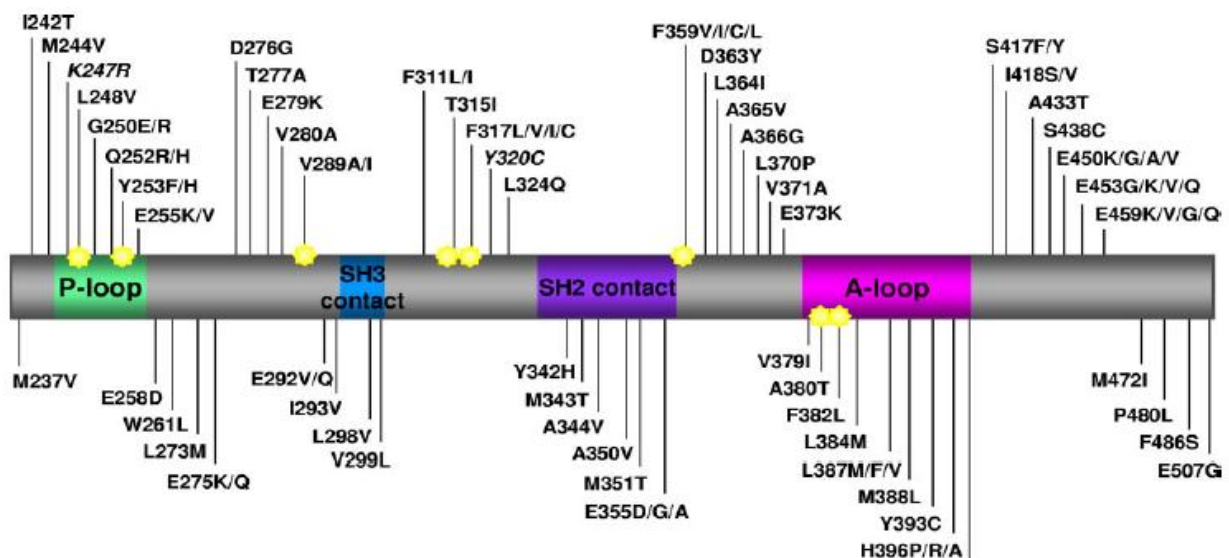 I242T
M244V
K247R
L248V
G250E/R
Q252R/H
Y253F/H
E255K/V
D276G
T277A
E279K
V280A
V289A/I
F311L/I
T315I
F317L/V/I/C
Y320C
L324Q
F359V/I/C/L
D363Y
L364I
A365V
A366G
L370P
V371A
E373K
S417F/Y
I418S/V
A433T
S438C
E450K/G/A/V
E453G/K/V/Q
E459K/V/G/Q
P-loop
SH3
contact
SH2 contact
A-loop
M237V
E258D
W261L
L273M
E275K/Q
E292V/Q
I293V
L298V
V299L
Y342H
M343T
A344V
A350V
M351T
E355D/G/A
V379I
A380T
F382L
L384M
L387M/F/V
M388L
Y393C
H396P/R/A
M472I
P480L
F486S
E507G